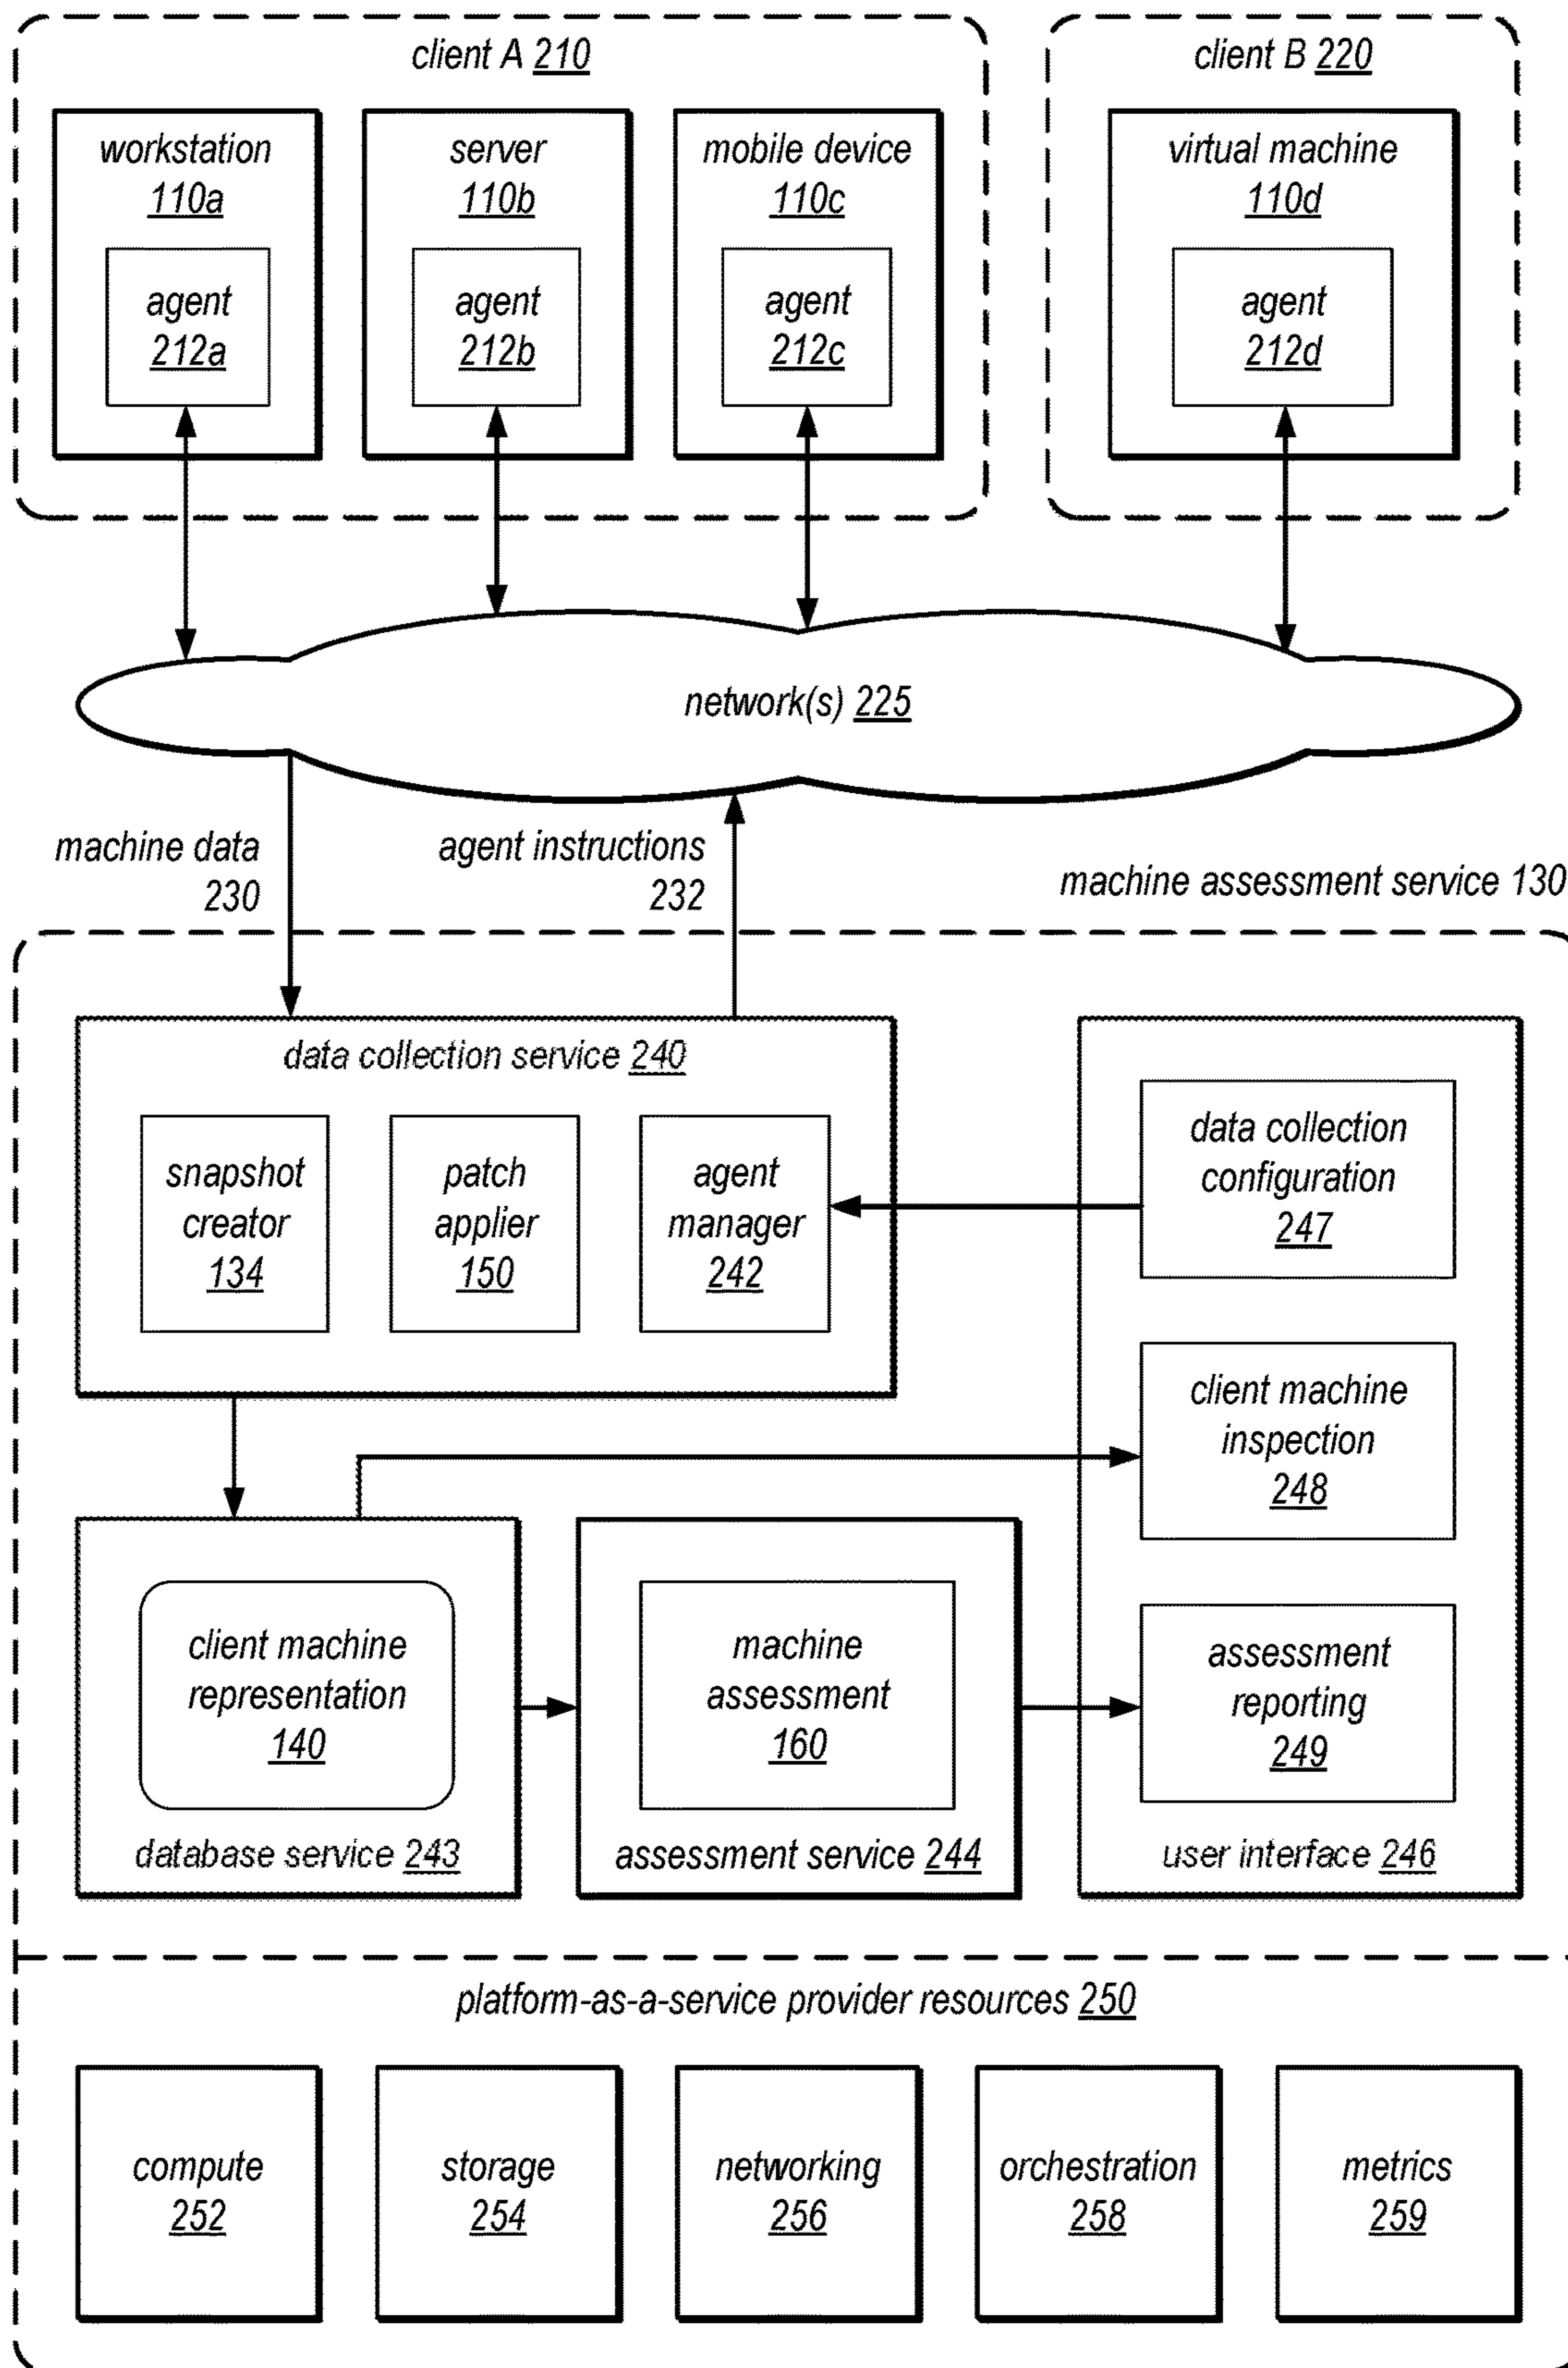 client A 210
client B 220
workstation
110a
agent
212a
server
110b
agent
212b
mobile device
110c
agent
212c
virtual machine
110d
agent
212d
network(s) 225
machine data
230
agent instructions
232
machine assessment service 130
data collection service 240
snapshot
creator
134
patch
applier
150
agent
manager
242
data collection
configuration
247
client machine
inspection
248
client machine
representation
140
database service 243
machine
assessment
160
assessment service 244
assessment
reporting
249
user interface 246
platform-as-a-service provider resources 250
compute
252
storage
254
networking
256
orchestration
258
metrics
259